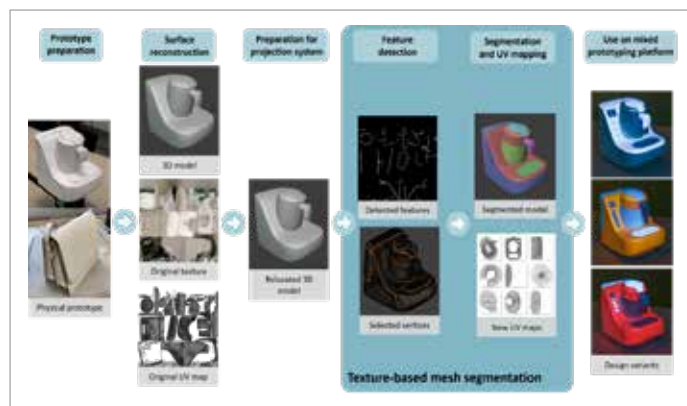 Prototype
preparation
Surface
reconstruction
Preparation for
projection system
Feature
detection
Segmentation
and UV mapping
Use on mixed
prototyping platform
3D model
Original texture
Original UV map
Physical prototype
Detected features
Selected vertices
Segmented model
New UV maps
Design variants
3D
model
Texture-based mesh segmentation